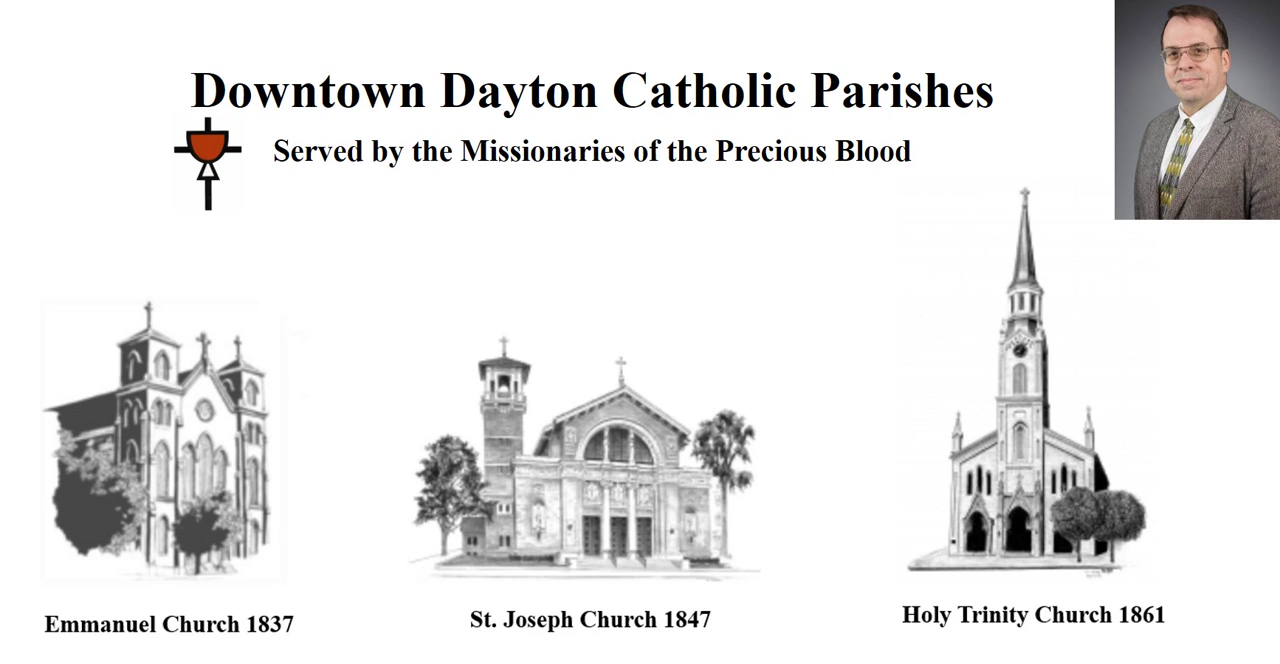 Downtown Dayton Catholic Parishes
Served by the Missionaries of the Precious Blood
Emmanuel Church 1837
St. Joseph Church 1847
Holy Trinity Church 1861